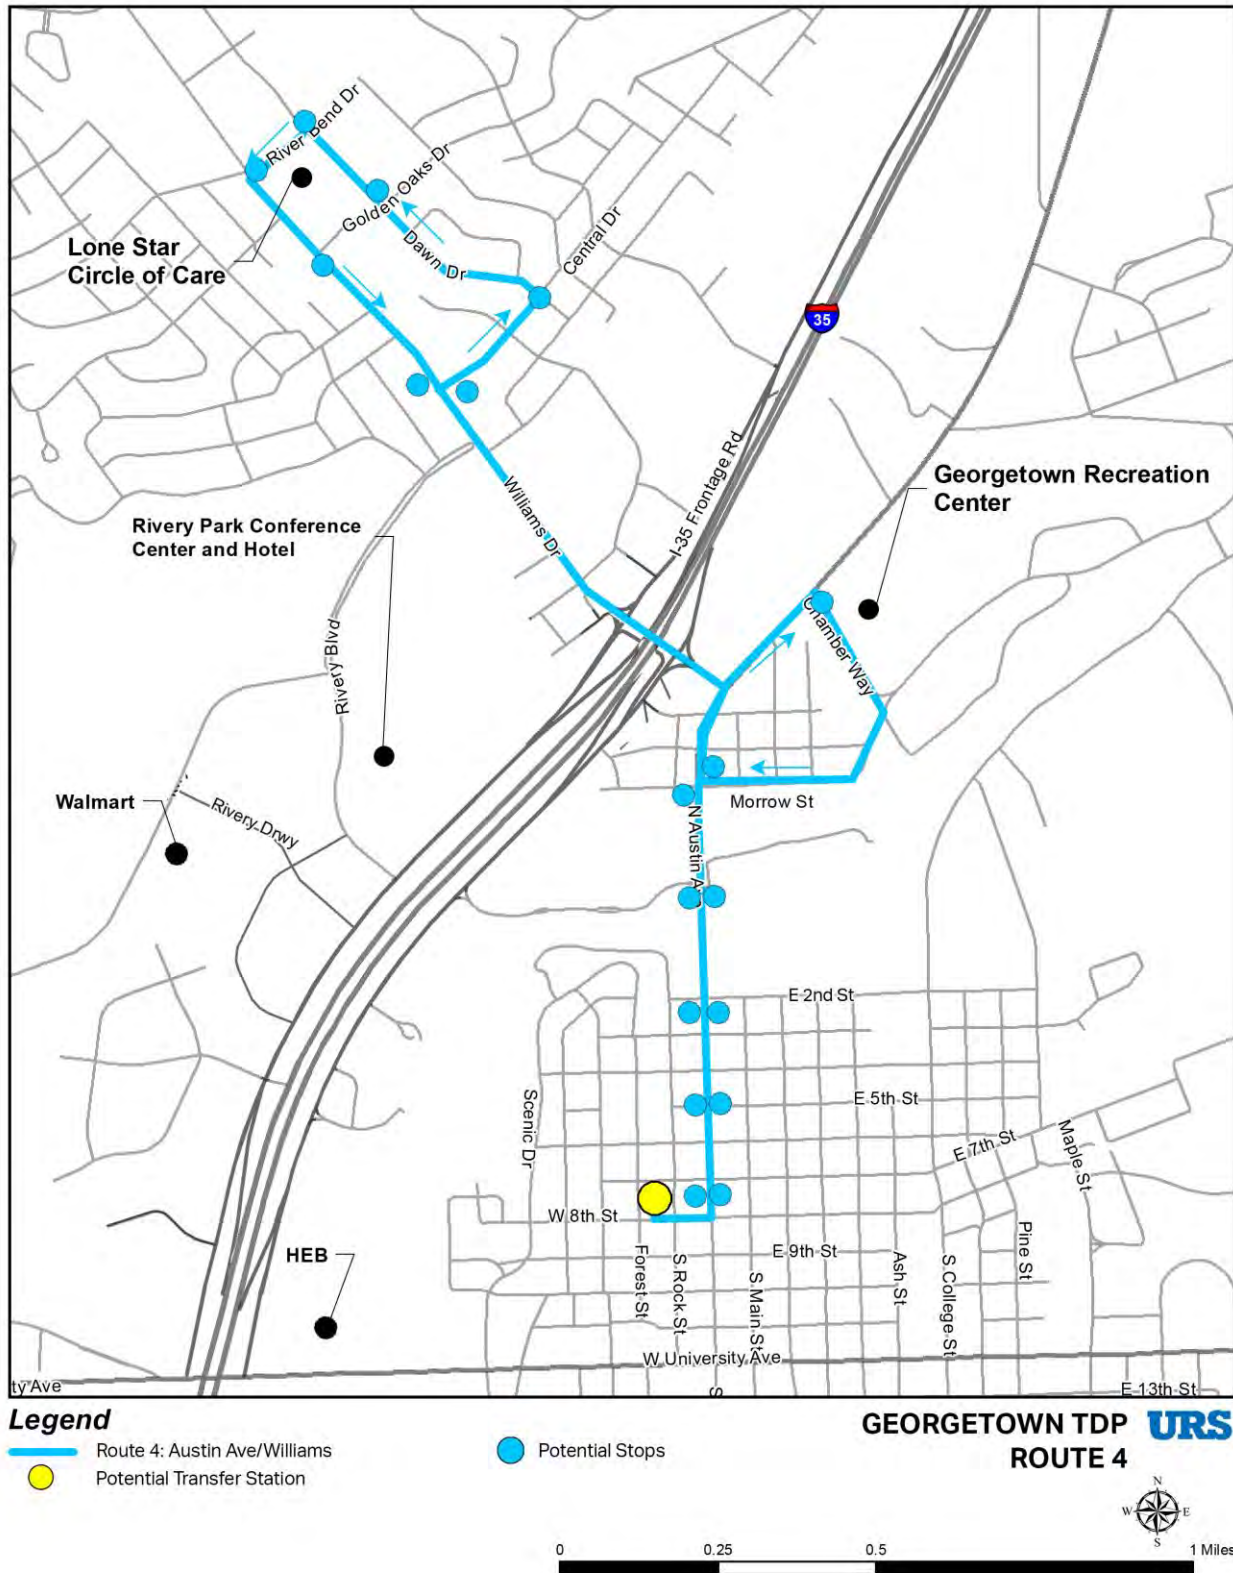 River Bend Dr
Golden Oaks Dr
Dawn Dr
Central Dr
Lone Star
Circle of Care
35
I-35 Frontage Rd
Georgetown Recreation
Center
Williams Dr
Rivery Park Conference
Center and Hotel
Chamber Way
Rivery Blvd
Walmart
Rivery Drwy
Morrow St
N Austin Ave
E 2nd St
Scenic Dr
E 5th St
E 7th St
Maple St
W 8th St
Forest St
S Rock St
S Main St
E 9th St
Ash St
S College St
Pine St
HEB
W University Ave
ty Ave
S
E 13th St
Legend
Route 4: Austin Ave/Williams
Potential Transfer Station
Potential Stops
GEORGETOWN TDP
ROUTE 4
URS
N
W E
S
0 0.25 0.5 1 Miles